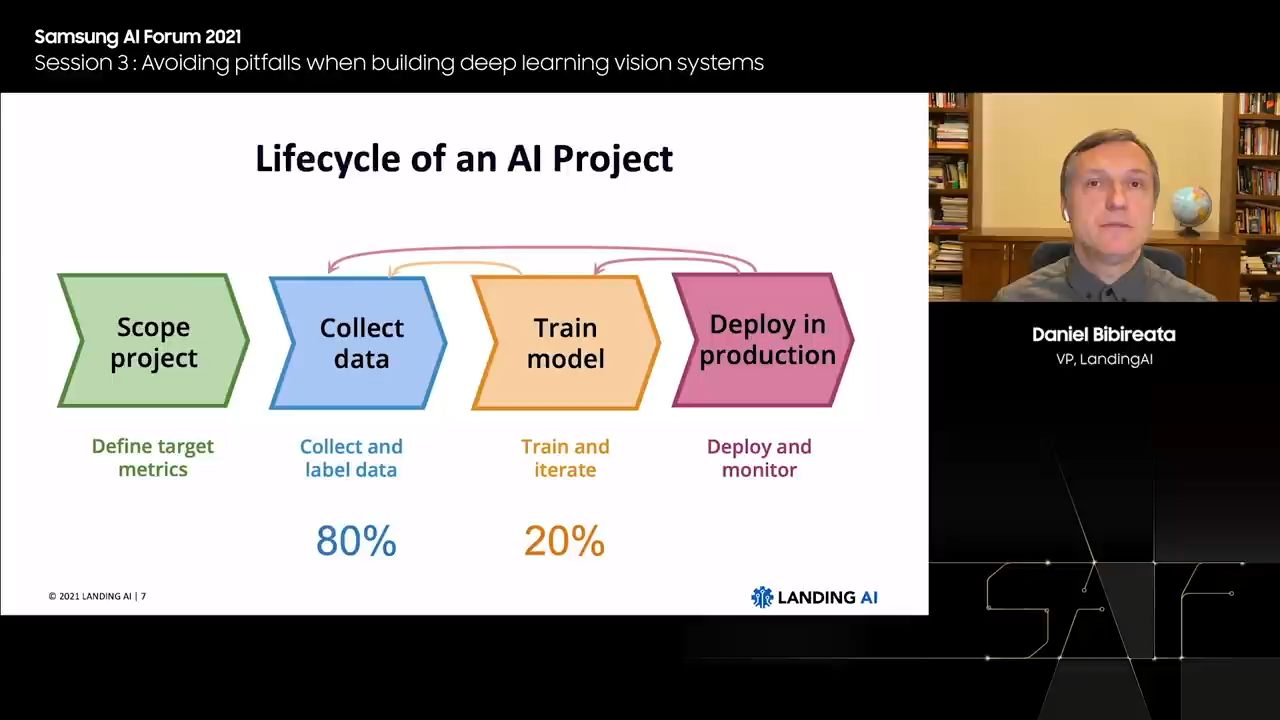 Samsung AI Forum 2021
Session 3 : Avoiding pitfalls when building deep learning vision systems
Lifecycle of an AI Project
Scope
project
Collect
data
Train
model
Deploy in
production
Define target
metrics
Collect and
label data
Train and
iterate
Deploy and
monitor
80%
20%
© 2021 LANDING AI | 7
LANDING AI
Daniel Bibireata
VP, LandingAI
SAIF